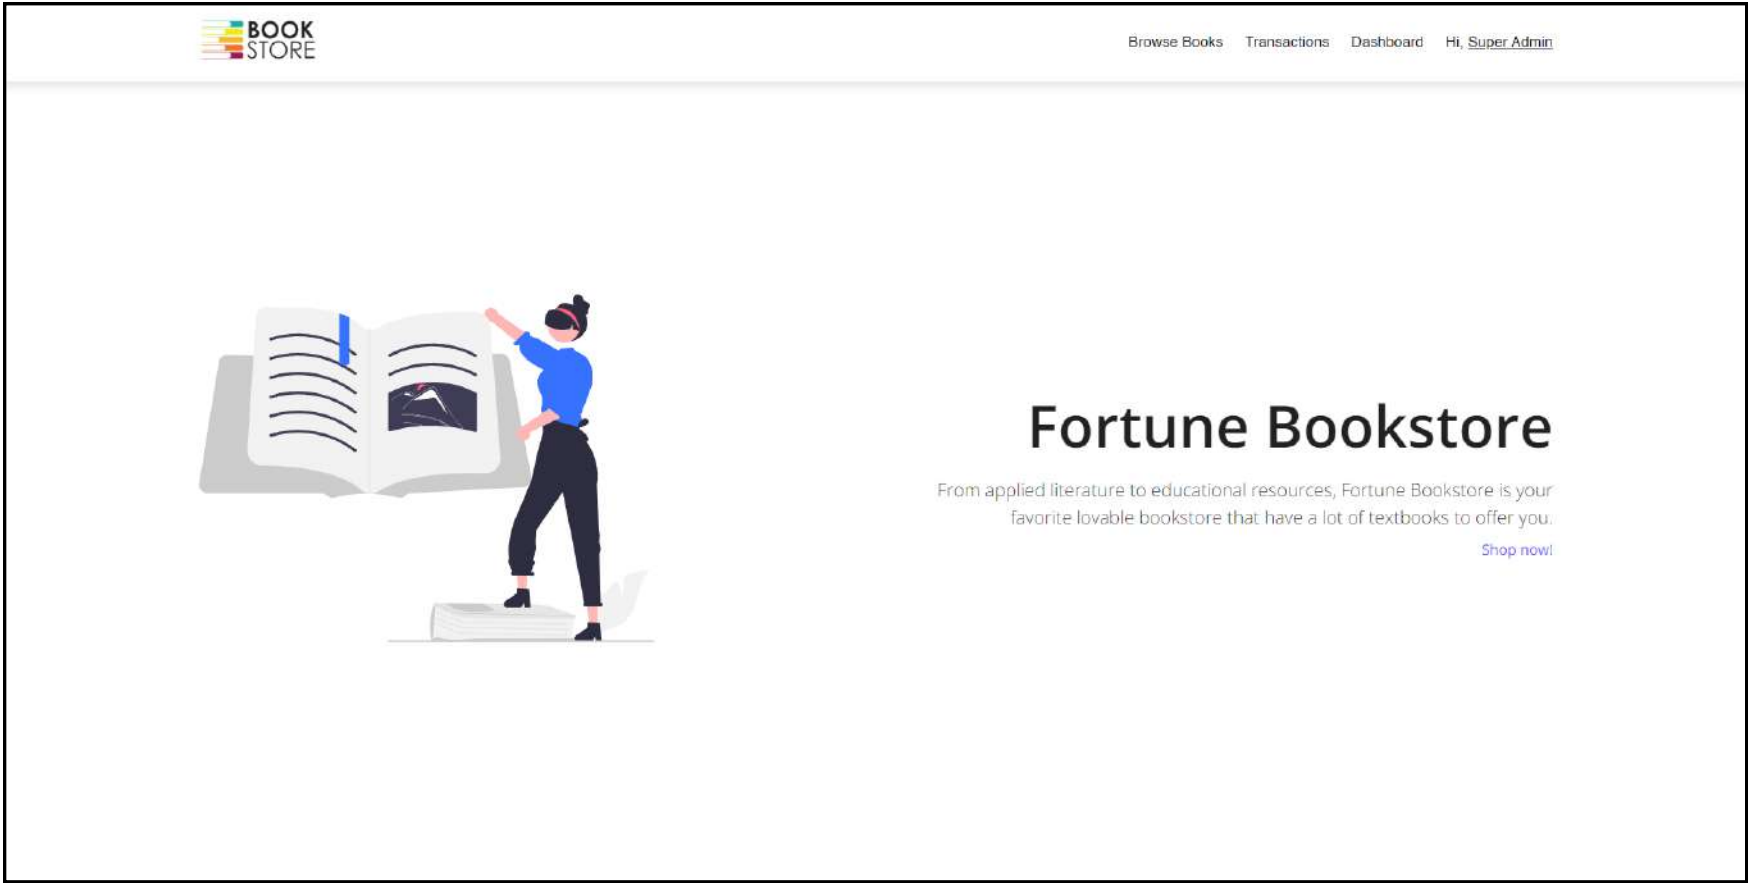 BOOK
STORE
Browse Books Transactions Dashboard Hi, Super Admin
Fortune Bookstore
From applied literature to educational resources, Fortune Bookstore is your
favorite lovable bookstore that have a lot of textbooks to offer you.
Shop now!